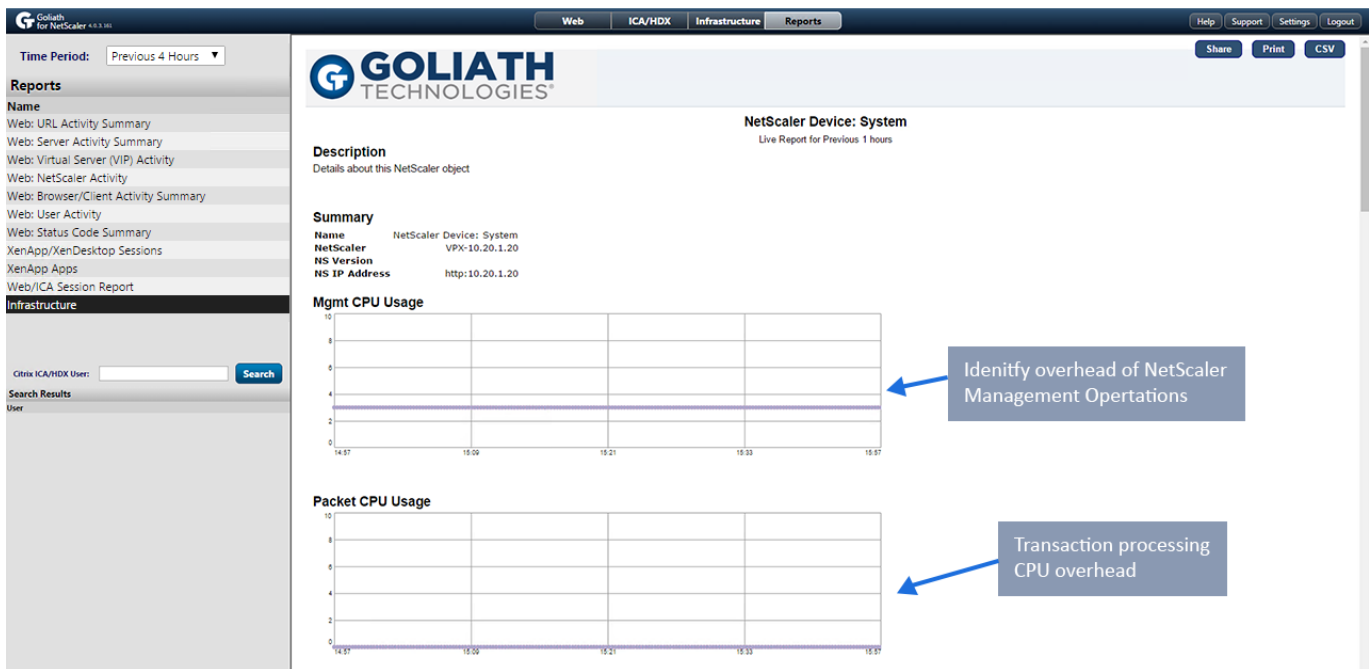 Goliath
for NetScaler 4.0.3.161
Web ICA/HDX Infrastructure Reports
Help Support Settings Logout
Time Period: Previous 4 Hours ▼
Share Print CSV
GOLIATH
TECHNOLOGIES®
Reports
Name
Web: URL Activity Summary
Web: Server Activity Summary
Web: Virtual Server (VIP) Activity
Web: NetScaler Activity
Web: Browser/Client Activity Summary
Web: User Activity
Web: Status Code Summary
XenApp/XenDesktop Sessions
XenApp Apps
Web/ICA Session Report
Infrastructure
Citrix ICA/HDX User: Search
Search Results
User
NetScaler Device: System
Live Report for Previous 1 hours
Description
Details about this NetScaler object
Summary
Name NetScaler Device: System
NetScaler VPX-10.20.1.20
NS Version
NS IP Address http:10.20.1.20
Mgmt CPU Usage
10
8
6
4
2
0
14:57 15:09 15:21 15:33 15:57
Idenitfy overhead of NetScaler
Management Opertations
Packet CPU Usage
10
8
6
4
2
0
14:57 15:09 15:21 15:33 15:57
Transaction processing
CPU overhead